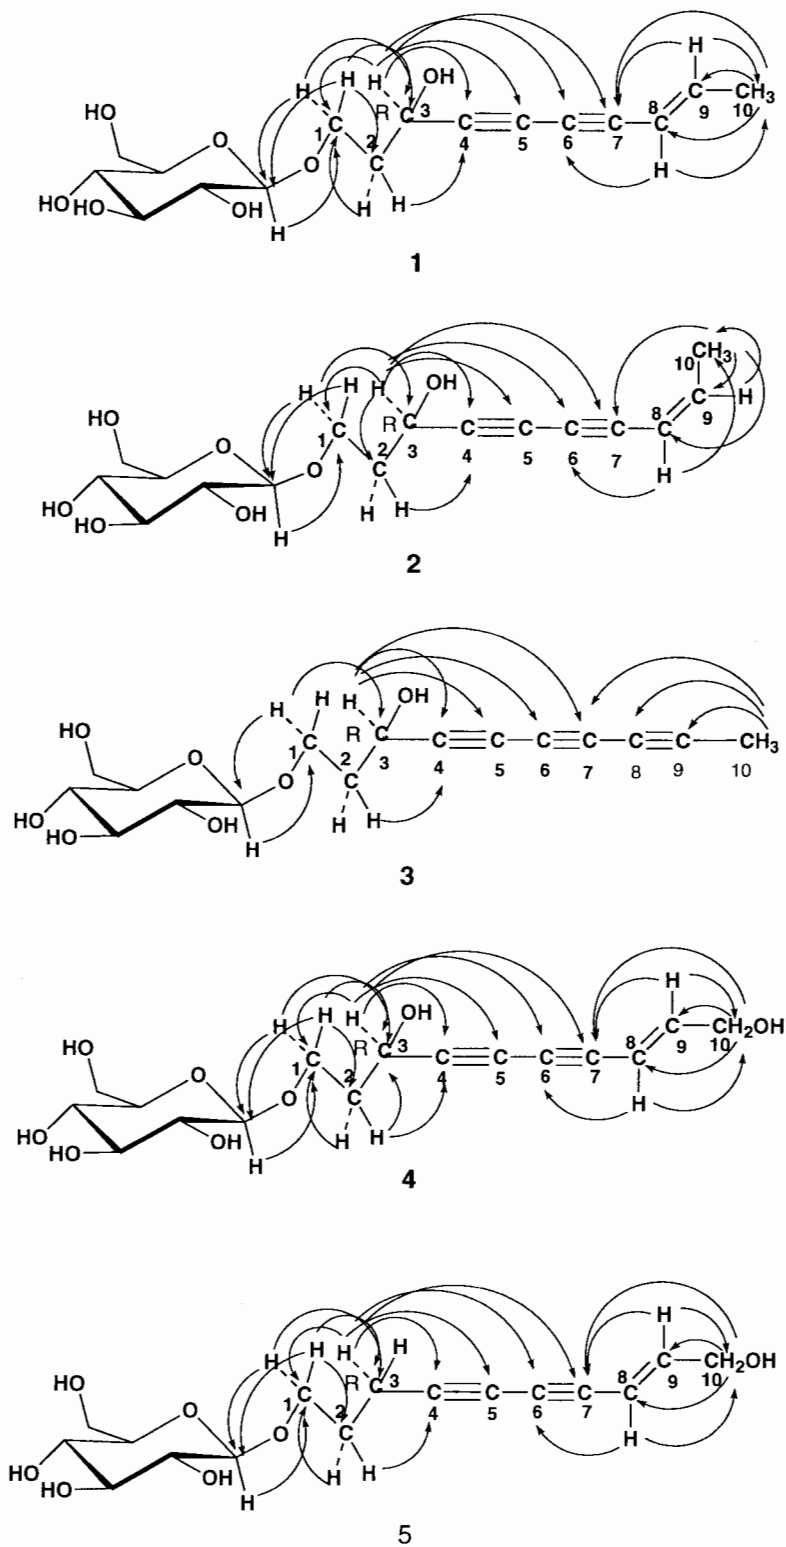 H
H H OH CH3
HO R 3 8 9 10
O 1 C C≡C—C≡C—C
O 2 4 5 6 7
C H
HO HO OH H H
H
1
10 CH3
H H H OH
HO R C 8 C H
O 1 C 3 C≡C—C≡C—C 9
O 2 C 4 5 6 7
HO HO OH H H H
H
2
H H H OH
HO R C—C≡C—C≡C—C≡C—CH3
O 1 C 2 3 4 5 6 7 8 9 10
O C
HO HO OH H H
H
3
H
H H H OH CH2OH
HO R C 3 8 C 9 10
O 1 C C≡C—C≡C—C
O 2 C 4 5 6 7
HO HO OH H H H
H
4
H
H H H H CH2OH
HO R C 3 8 C 9 10
O 1 C C≡C—C≡C—C
O 2 C 4 5 6 7
HO HO OH H H H
H
5